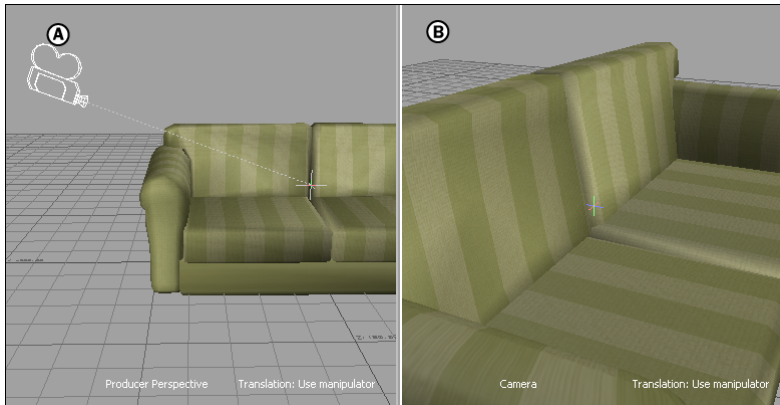 A
B
Producer Perspective Translation: Use manipulator
Camera Translation: Use manipulator